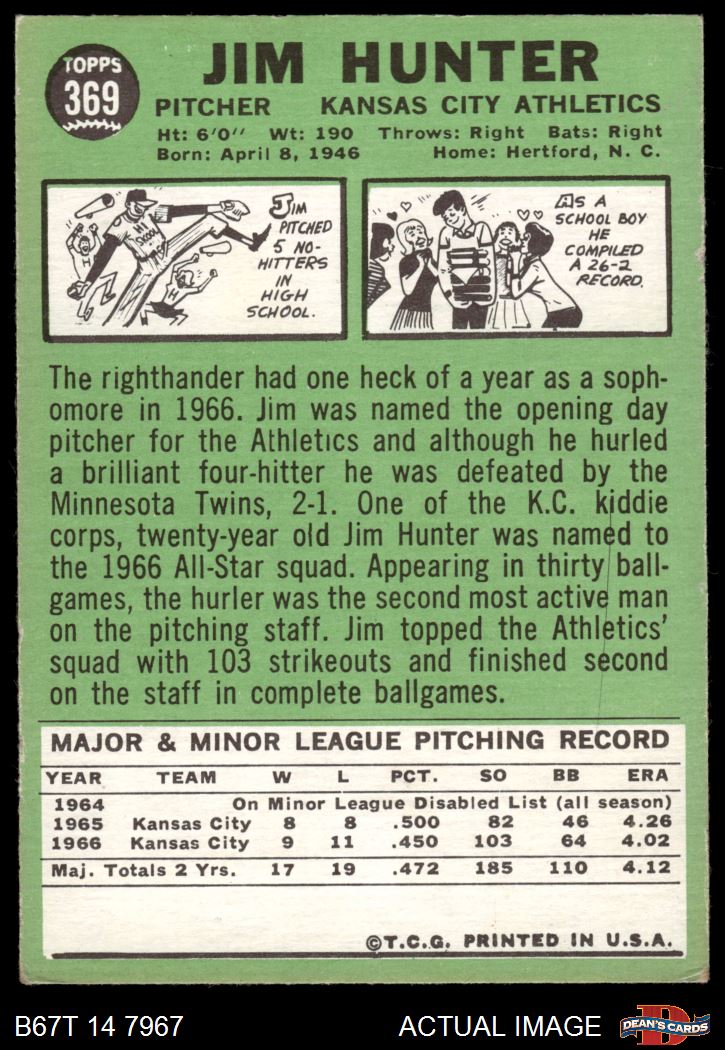 TOPPS
369
JIM HUNTER
PITCHER KANSAS CITY ATHLETICS
Ht: 6'0" Wt: 190 Throws: Right Bats: Right
Born: April 8, 1946 Home: Hertford, N. C.
JIM
PITCHED
5 NO-
HITTERS
IN
HIGH
SCHOOL.
AS A
SCHOOL BOY
HE
COMPILED
A 26-2
RECORD.
The righthander had one heck of a year as a soph-
omore in 1966. Jim was named the opening day
pitcher for the Athletics and although he hurled
a brilliant four-hitter he was defeated by the
Minnesota Twins, 2-1. One of the K.C. kiddie
corps, twenty-year old Jim Hunter was named to
the 1966 All-Star squad. Appearing in thirty ball-
games, the hurler was the second most active man
on the pitching staff. Jim topped the Athletics'
squad with 103 strikeouts and finished second
on the staff in complete ballgames.
MAJOR & MINOR LEAGUE PITCHING RECORD
YEAR TEAM W L PCT. SO BB ERA
1964 On Minor League Disabled List (all season)
1965 Kansas City 8 8 .500 82 46 4.26
1966 Kansas City 9 11 .450 103 64 4.02
Maj. Totals 2 Yrs. 17 19 .472 185 110 4.12
©T.C.G. PRINTED IN U.S.A.
B67T 14 7967 ACTUAL IMAGE
DEAN'S CARDS